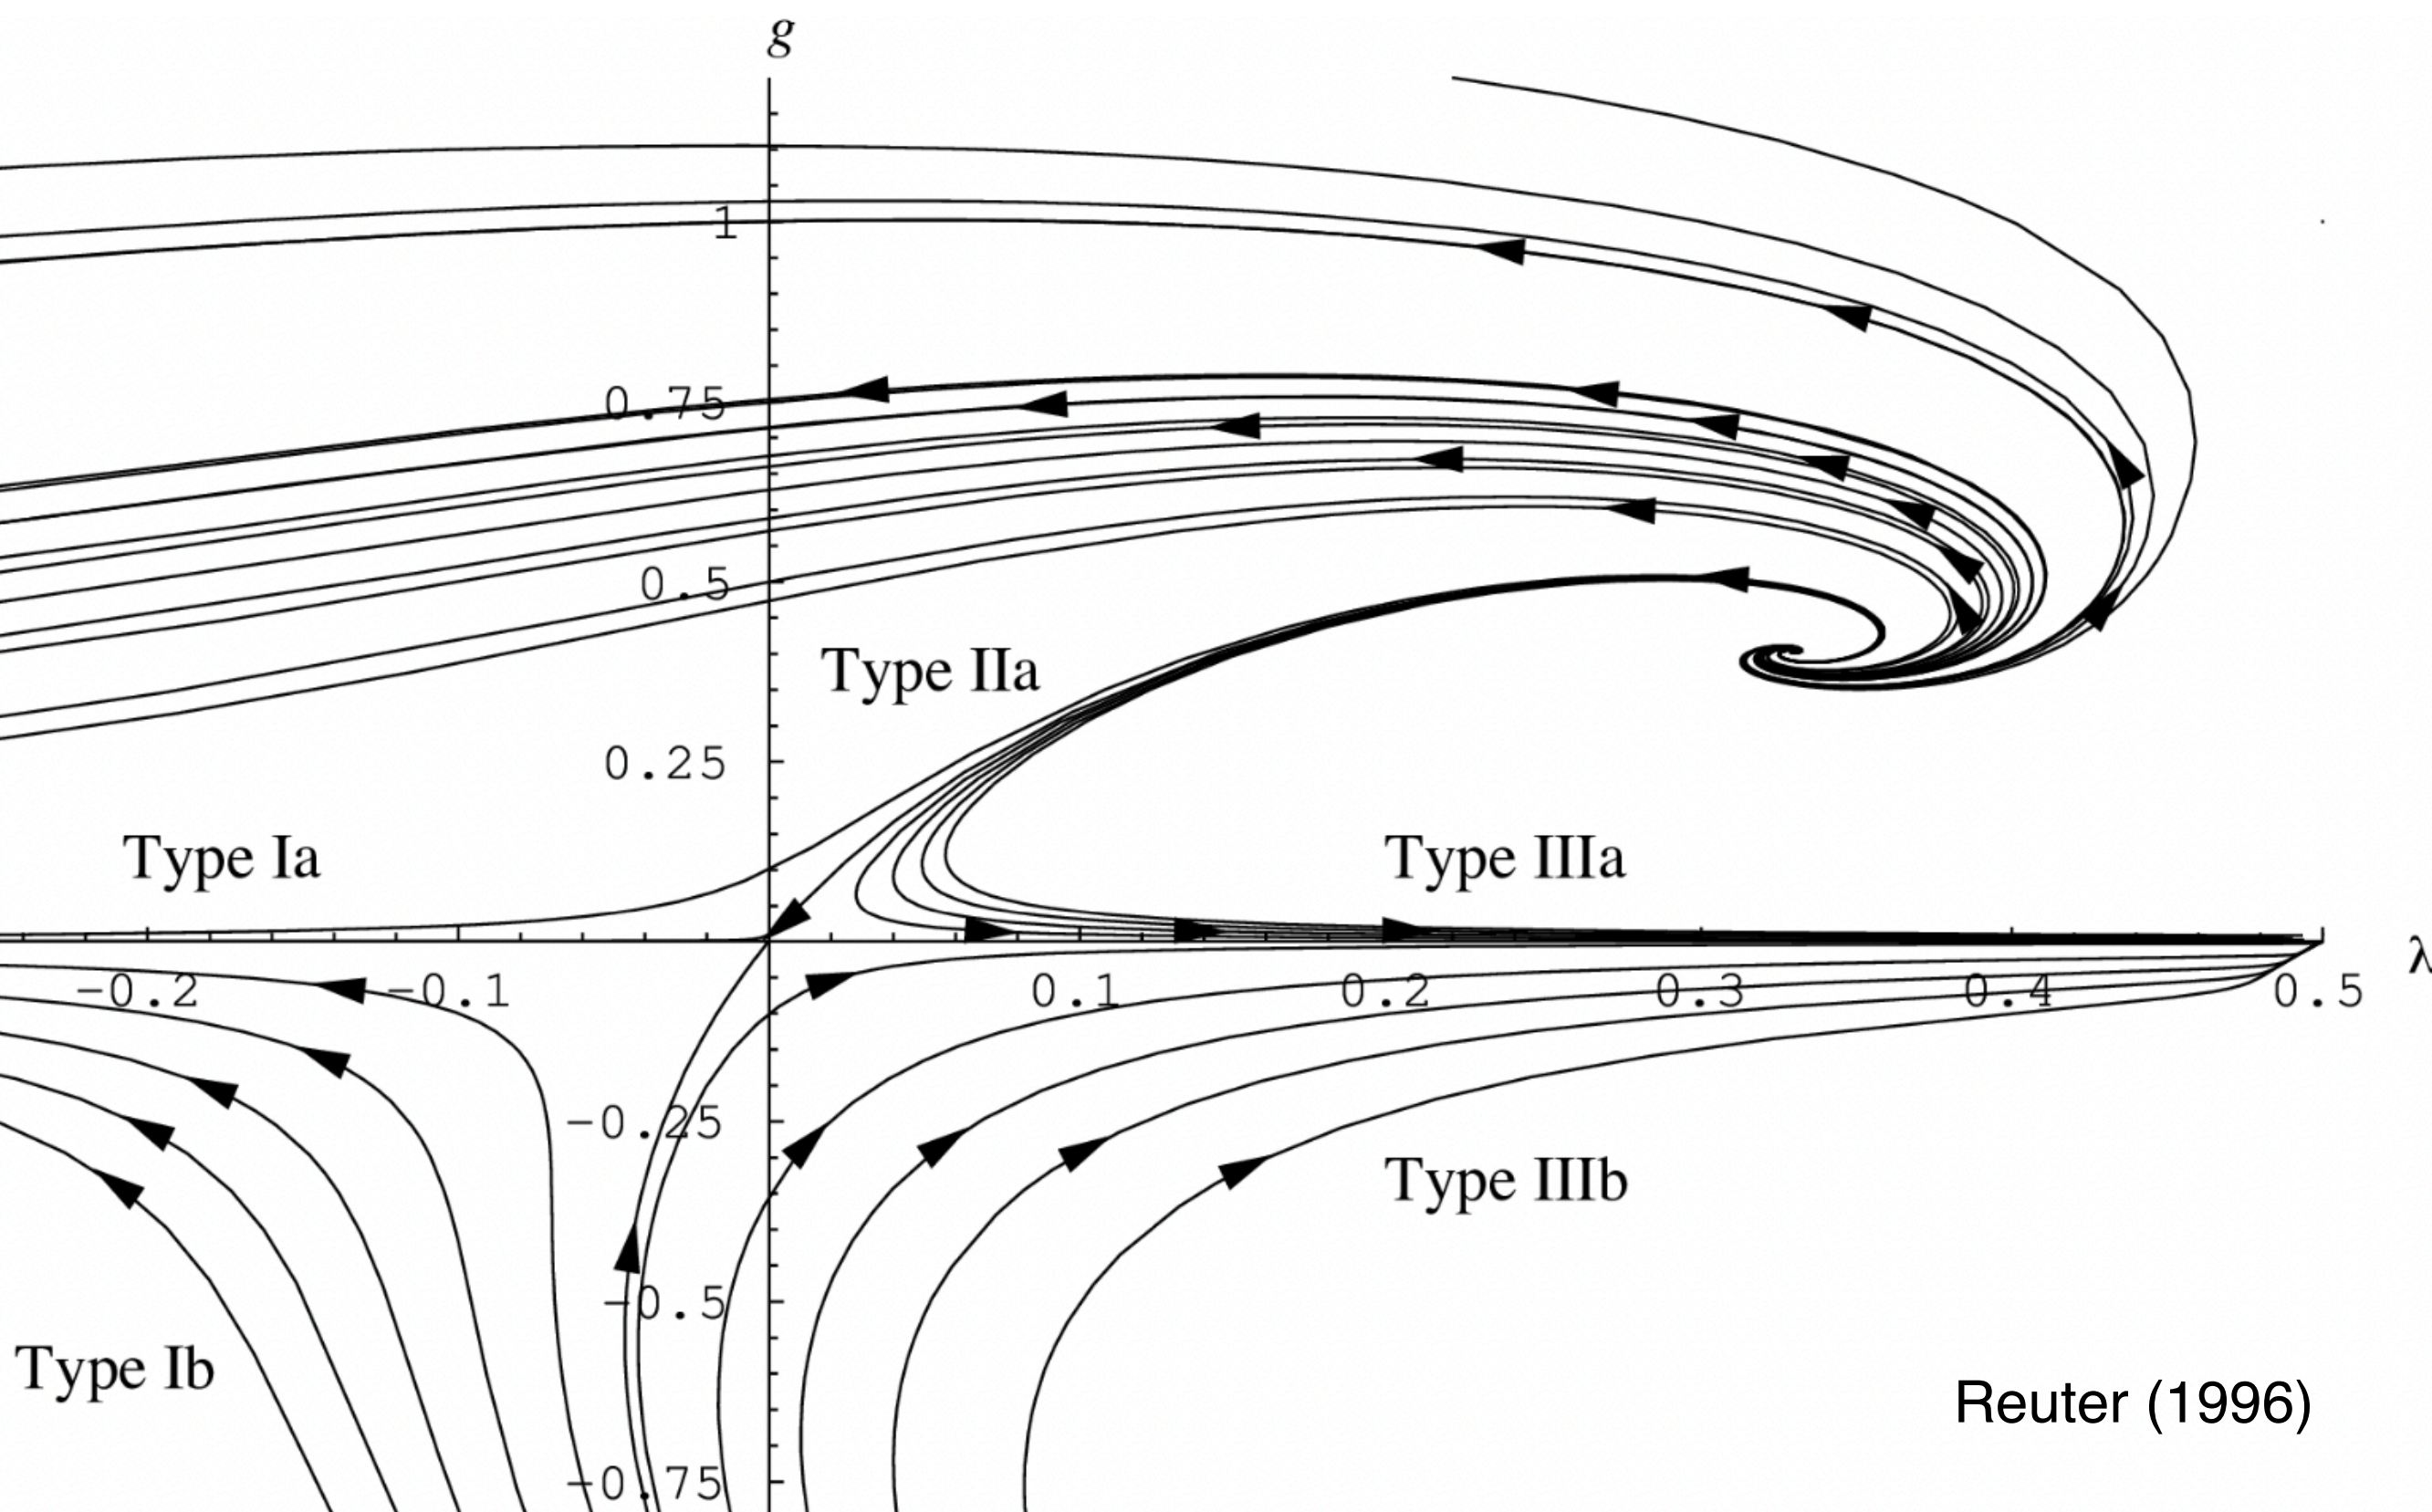 g
1
0.75
0.5
Type IIa
0.25
Type Ia
Type IIIa
λ
−0.2
−0.1
0.1
0.2
0.3
0.4
0.5
−0.25
Type IIIb
−0.5
Type Ib
Reuter (1996)
−0.75